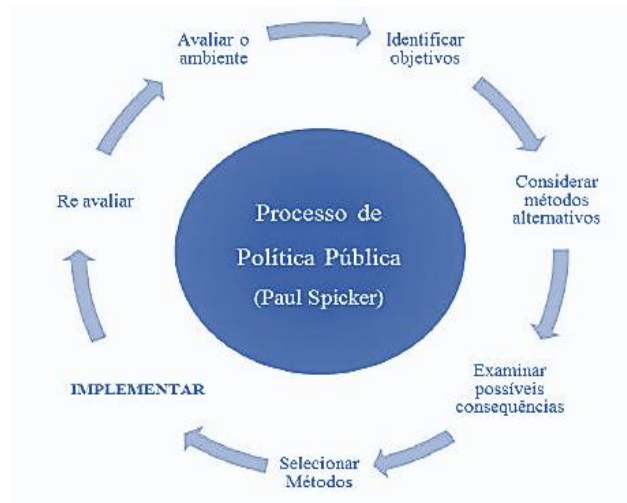 Avaliar o
ambiente
Identificar
objetivos
Considerar
métodos
alternativos
Examinar
possíveis
consequências
Selecionar
Métodos
IMPLEMENTAR
Re avaliar
Processo de
Política Pública
(Paul Spicker)